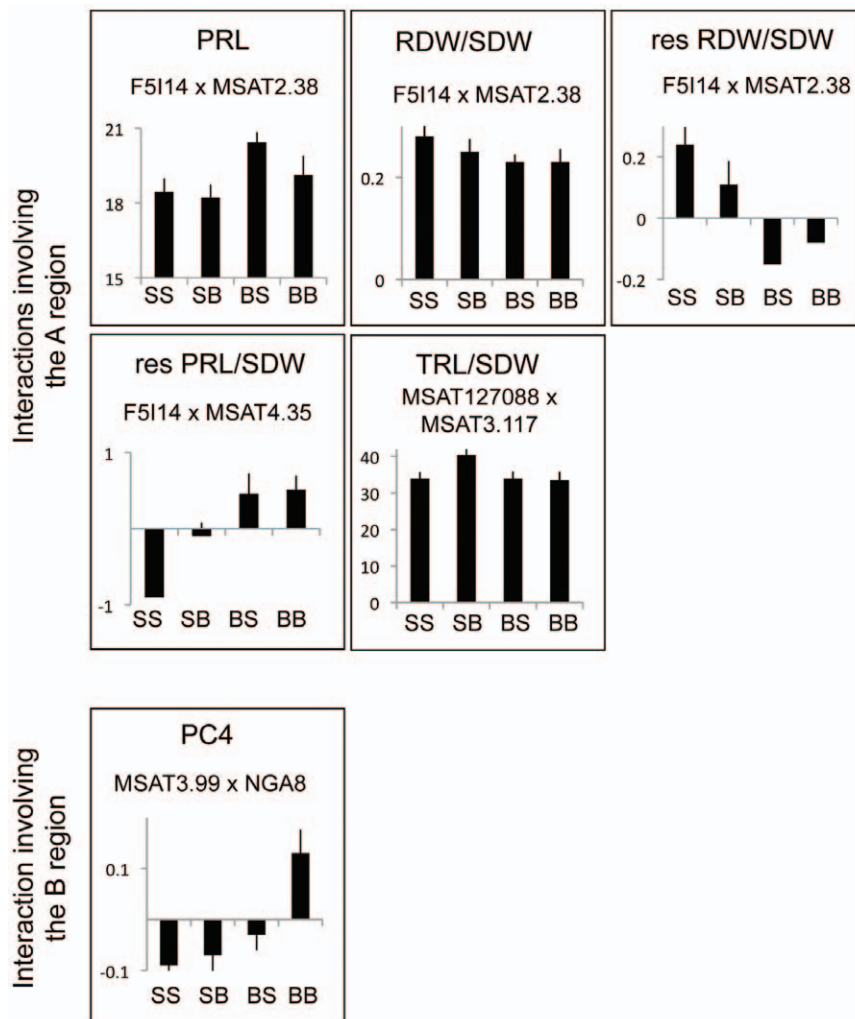 Interactions involving
the A region
PRL
F5I14 x MSAT2.38
21
18
15
SS SB BS BB
RDW/SDW
F5I14 x MSAT2.38
0.2
0
SS SB BS BB
res RDW/SDW
F5I14 x MSAT2.38
0.2
0
-0.2
SS SB BS BB
res PRL/SDW
F5I14 x MSAT4.35
1
-1
SS SB BS BB
TRL/SDW
MSAT127088 x
MSAT3.117
40
30
20
10
0
SS SB BS BB
Interaction involving
the B region
PC4
MSAT3.99 x NGA8
0.1
-0.1
SS SB BS BB